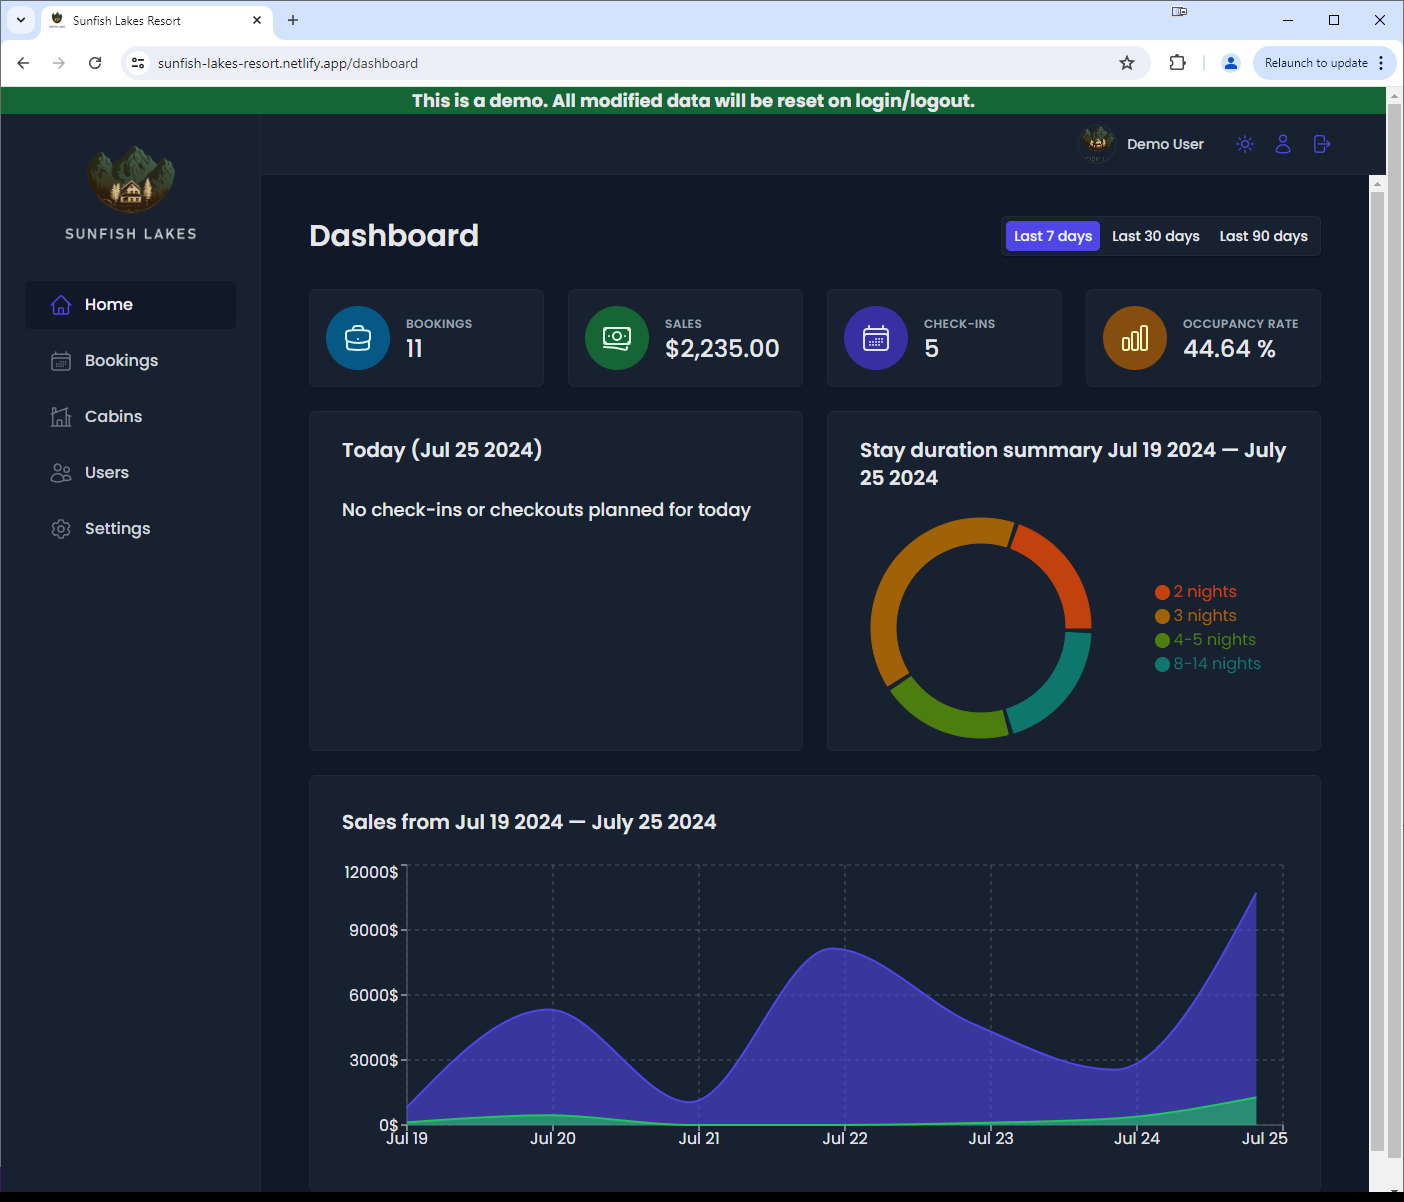 Sunfish Lakes Resort
sunfish-lakes-resort.netlify.app/dashboard
Relaunch to update
This is a demo. All modified data will be reset on login/logout.
Demo User
SUNFISH LAKES
Home
Bookings
Cabins
Users
Settings
Dashboard
Last 7 days Last 30 days Last 90 days
BOOKINGS
11
SALES
$2,235.00
CHECK-INS
5
OCCUPANCY RATE
44.64 %
Today (Jul 25 2024)
No check-ins or checkouts planned for today
Stay duration summary Jul 19 2024 — July
25 2024
2 nights
3 nights
4-5 nights
8-14 nights
Sales from Jul 19 2024 — July 25 2024
12000$
9000$
6000$
3000$
0$
Jul 19 Jul 20 Jul 21 Jul 22 Jul 23 Jul 24 Jul 25